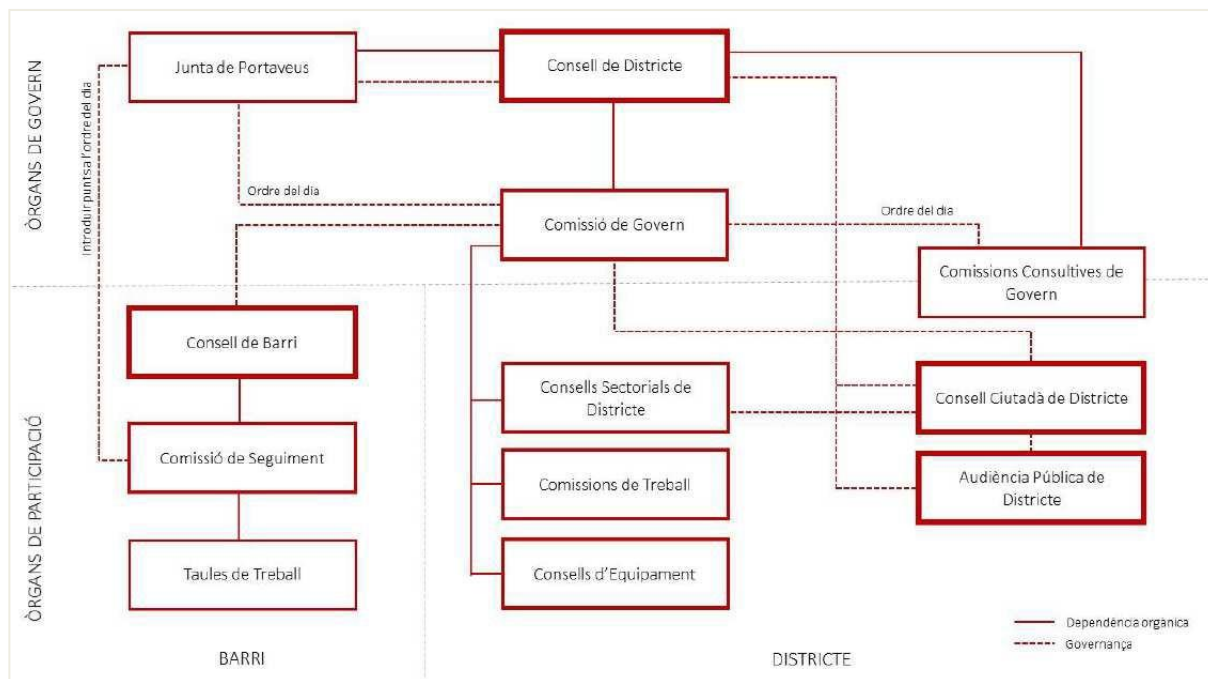 ÒRGANS DE GOVERN
Introduir punts a l'ordre del dia
Junta de Portaveus
Consell de Districte
Ordre del dia
Comissió de Govern
Ordre del dia
Comissions Consultives de
Govern
ÒRGANS DE PARTICIPACIÓ
Consell de Barri
Comissió de Seguiment
Taules de Treball
BARRI
Consells Sectorials de
Districte
Comissions de Treball
Consells d'Equipament
Consell Ciutadà de Districte
Audiència Pública de
Districte
DISTRICTE
Dependència orgànica
Governança